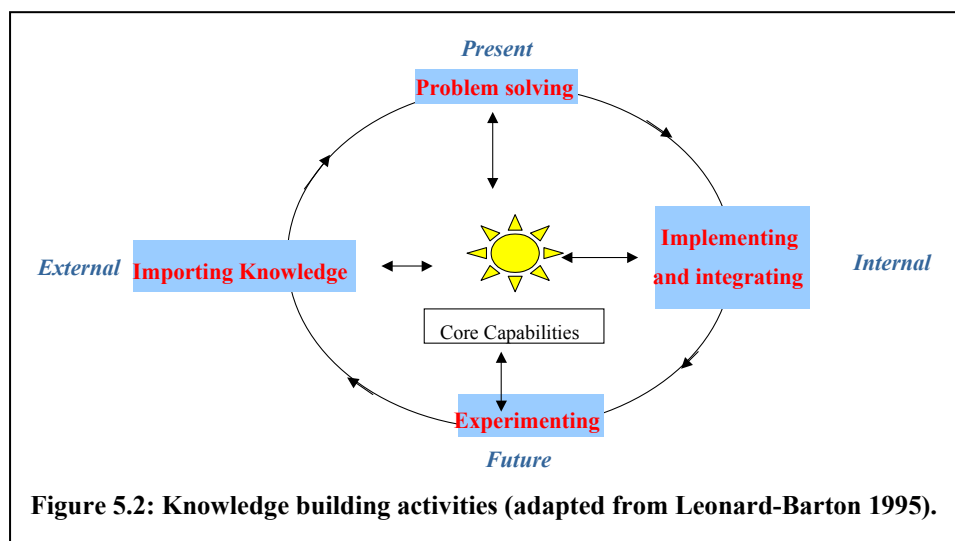 Present
Problem solving
Implementing
and integrating
External
Importing Knowledge
Internal
Core Capabilities
Experimenting
Future
Figure 5.2: Knowledge building activities (adapted from Leonard-Barton 1995).